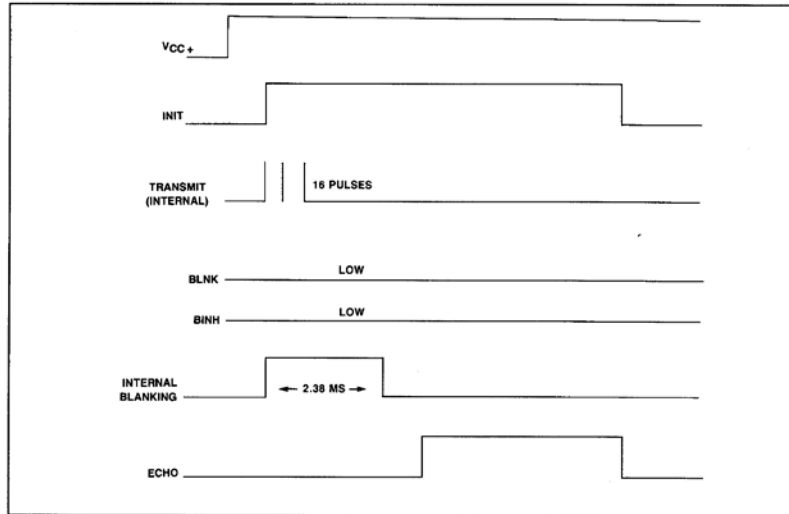 VCC+
INIT
TRANSMIT
(INTERNAL)
16 PULSES
BLNK
LOW
BINH
LOW
INTERNAL
BLANKING
2.38 MS
ECHO